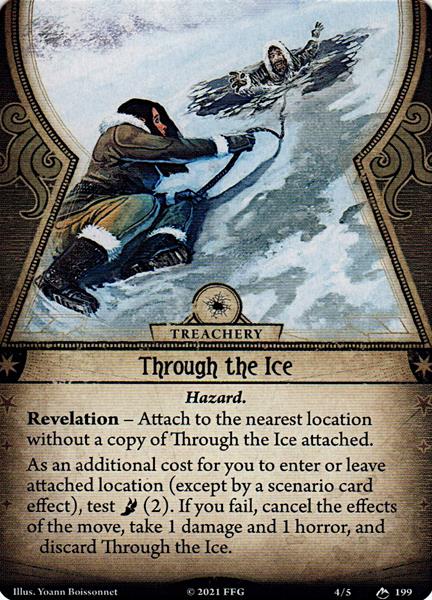 TREACHERY
Through the Ice
Hazard.
Revelation – Attach to the nearest location
without a copy of Through the Ice attached.
As an additional cost for you to enter or leave
attached location (except by a scenario card
effect), test (2). If you fail, cancel the effects
of the move, take 1 damage and 1 horror, and
discard Through the Ice.
Illus. Yoann Boissonnet © 2021 FFG 4/5 199